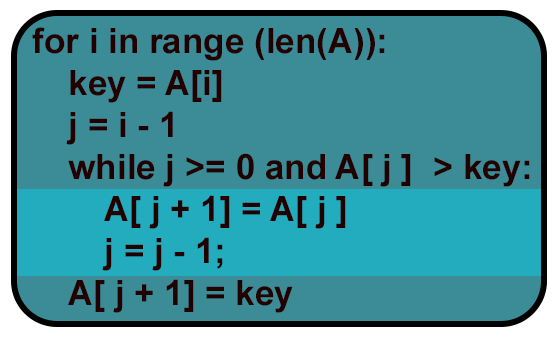 for i in range (len(A)):
key = A[i]
j = i - 1
while j >= 0 and A[ j ]  > key:
A[ j + 1] = A[ j ]
j = j - 1;
A[ j + 1] = key